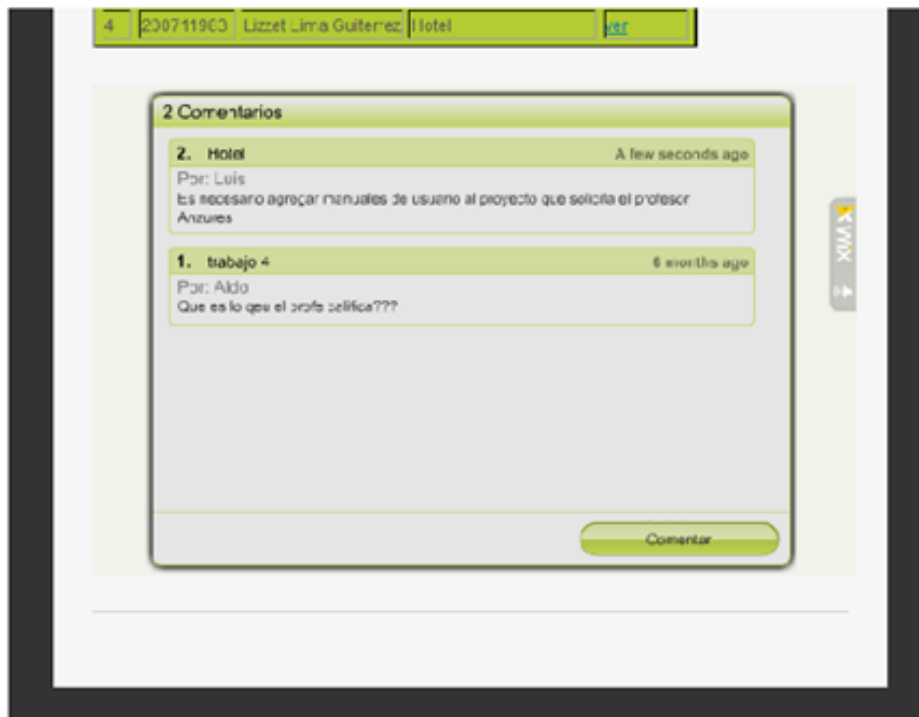 4 200711983 Lizzet Lima Guiterrez Hotel ver
2 Comentarios
2. Hotel A few seconds ago
Por: Luis
Es necesario agregar manuales de usuario al proyecto que solicita el profesor
Anzures
1. trabajo 4 6 months ago
Por: Aldo
Que es lo qeu el profe califica???
Comentar
WIX